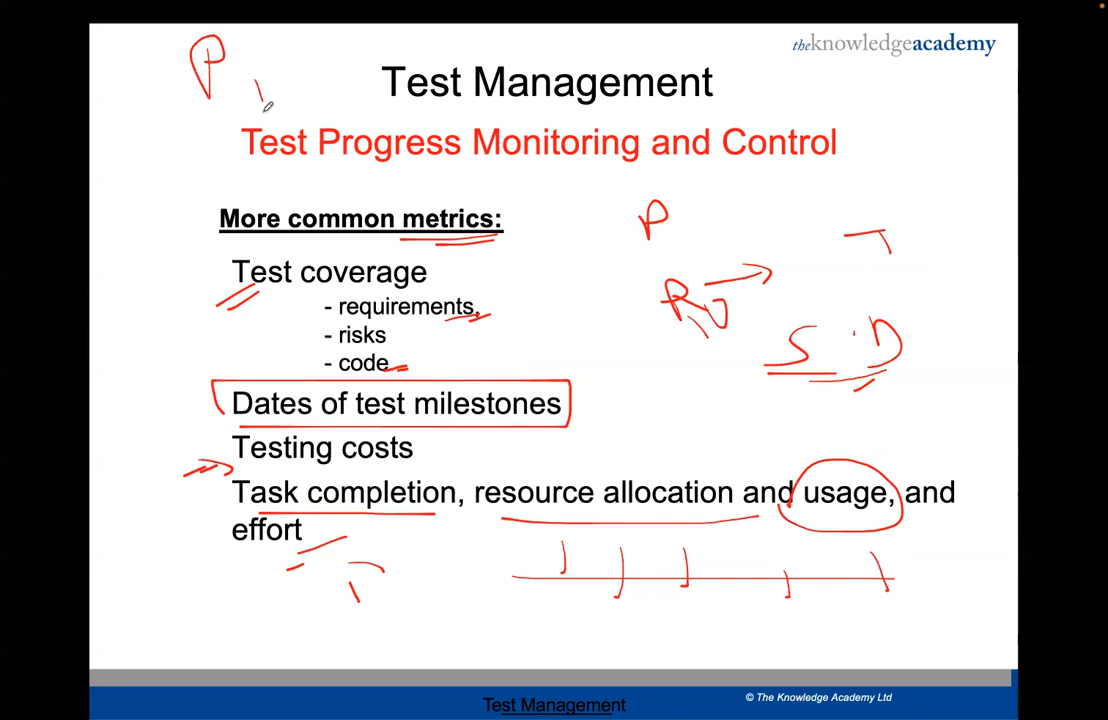 theknowledgeacademy
P
Test Management
Test Progress Monitoring and Control
More common metrics:
P
T
Test coverage
- requirements,
- risks
- code
S . D
Dates of test milestones
Testing costs
Task completion, resource allocation and usage, and
effort
T
© The Knowledge Academy Ltd
Test Management